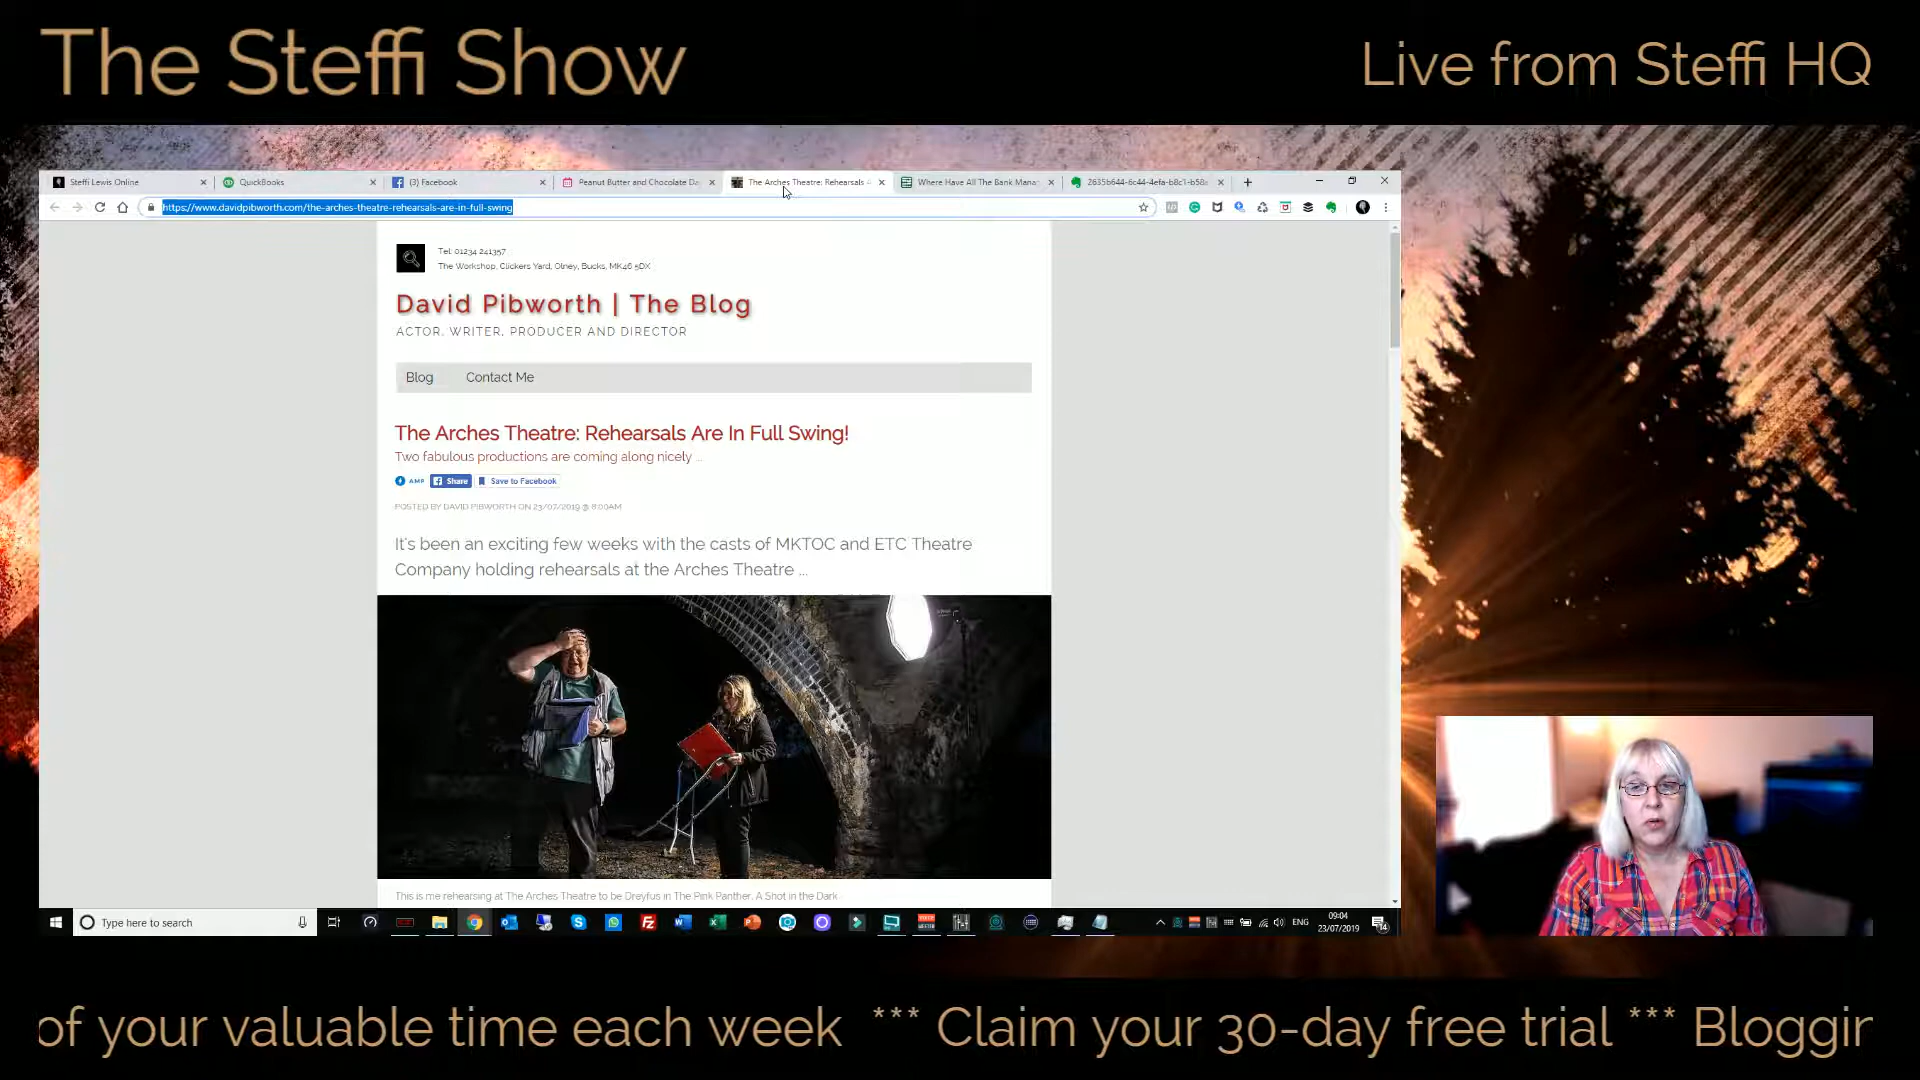 The Steffi Show
Live from Steffi HQ
Steffi Lewis Online
QuickBooks
(3) Facebook
Peanut Butter and Chocolate Da
The Arches Theatre: Rehearsals A
Where Have All The Bank Mana
https://www.davidpibworth.com/the-arches-theatre-rehearsals-are-in-full-swing
Tel: 01234 241357
The Workshop, Clickers Yard, Olney, Bucks, MK46 5DX
David Pibworth | The Blog
ACTOR, WRITER, PRODUCER AND DIRECTOR
Blog
Contact Me
The Arches Theatre: Rehearsals Are In Full Swing!
Two fabulous productions are coming along nicely ...
AMP
Share
Save to Facebook
POSTED BY DAVID PIBWORTH ON 23/07/2019 @ 8:00AM
It's been an exciting few weeks with the casts of MKTOC and ETC Theatre
Company holding rehearsals at the Arches Theatre ...
This is me rehearsing at The Arches Theatre to be Dreyfus in The Pink Panther, A Shot in the Dark
Type here to search
ENG
09:04
23/07/2019
of your valuable time each week *** Claim your 30-day free trial *** Bloggin